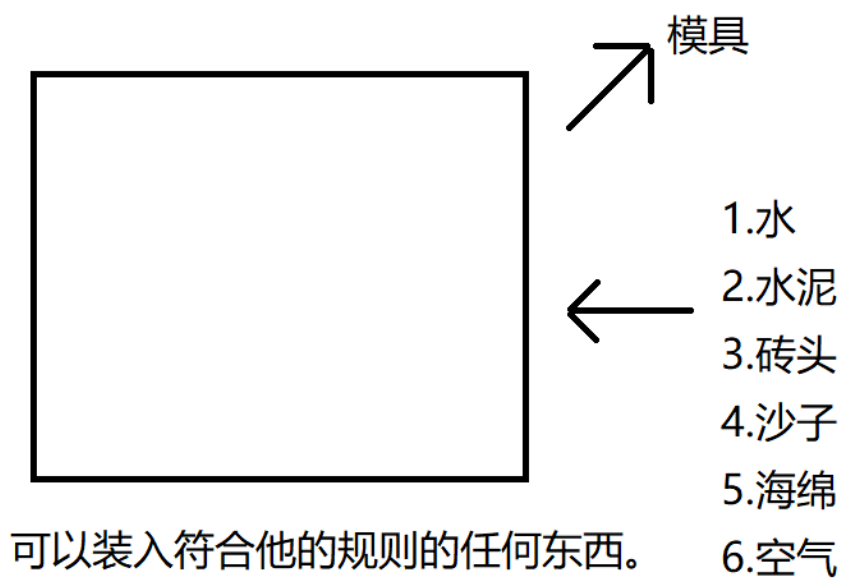 模具
1.水
2.水泥
3.砖头
4.沙子
5.海绵
6.空气
可以装入符合他的规则的任何东西。